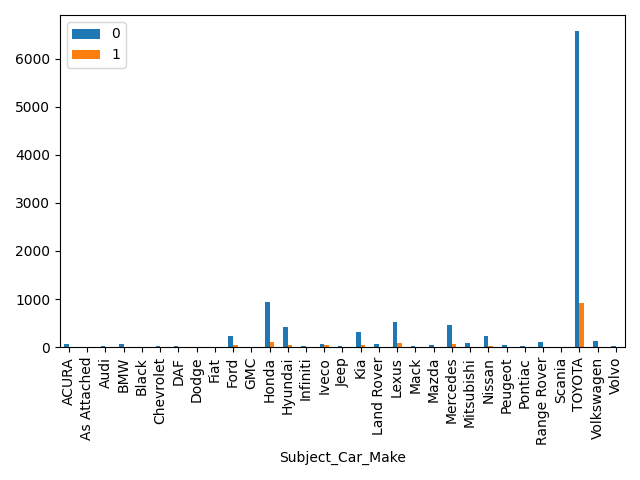 0
1
6000
5000
4000
3000
2000
1000
0
ACURA
As Attached
Audi
BMW
Black
Chevrolet
DAF
Dodge
Fiat
Ford
GMC
Honda
Hyundai
Infiniti
Iveco
Jeep
Kia
Land Rover
Lexus
Mack
Mazda
Mercedes
Mitsubishi
Nissan
Peugeot
Pontiac
Range Rover
Scania
TOYOTA
Volkswagen
Volvo
Subject_Car_Make